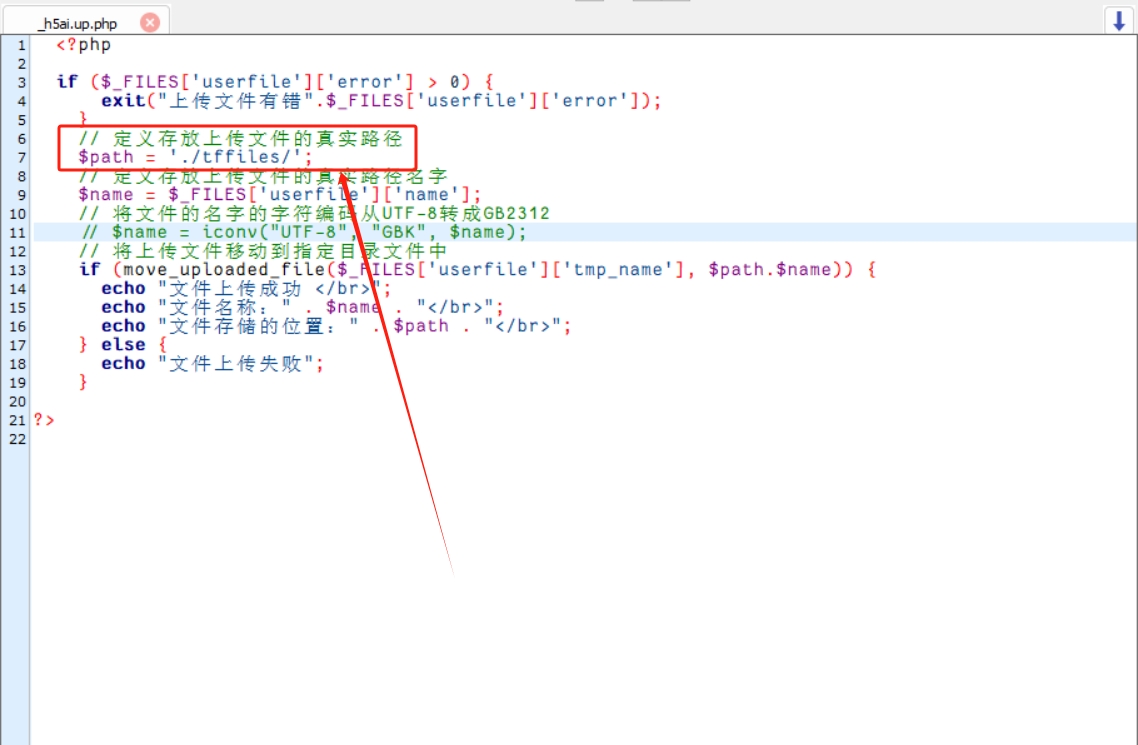 _h5ai.up.php
1 <?php
2
3 if ($_FILES['userfile']['error'] > 0) {
4 exit("上传文件有错".$_FILES['userfile']['error']);
5 }
6 // 定义存放上传文件的真实路径
7 $path = './tffiles/';
8 // 定义存放上传文件的真实路径名字
9 $name = $_FILES['userfile']['name'];
10 // 将文件的名字的字符编码从UTF-8转成GB2312
11 // $name = iconv("UTF-8", "GBK", $name);
12 // 将上传文件移动到指定目录文件中
13 if (move_uploaded_file($_FILES['userfile']['tmp_name'], $path.$name)) {
14 echo "文件上传成功 </br>";
15 echo "文件名称：" . $name . "</br>";
16 echo "文件存储的位置：" . $path . "</br>";
17 } else {
18 echo "文件上传失败";
19 }
20
21 ?>
22